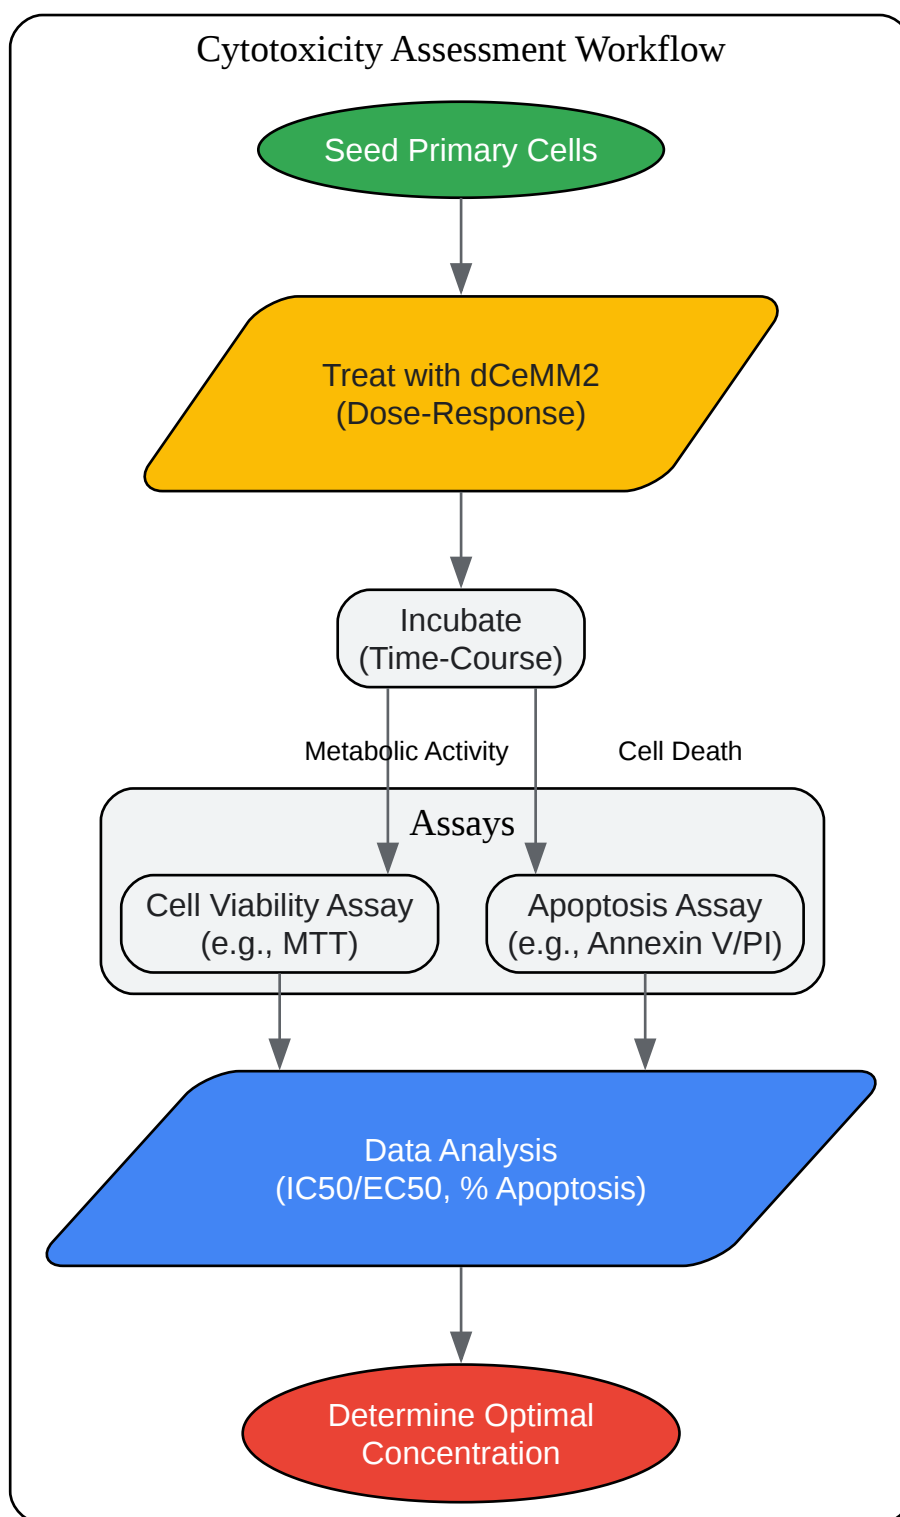 Cytotoxicity Assessment Workflow
Seed Primary Cells
Treat with dCeMM2
(Dose-Response)
Incubate
(Time-Course)
Metabolic Activity
Cell Death
Assays
Cell Viability Assay
(e.g., MTT)
Apoptosis Assay
(e.g., Annexin V/PI)
Data Analysis
(IC50/EC50, % Apoptosis)
Determine Optimal
Concentration